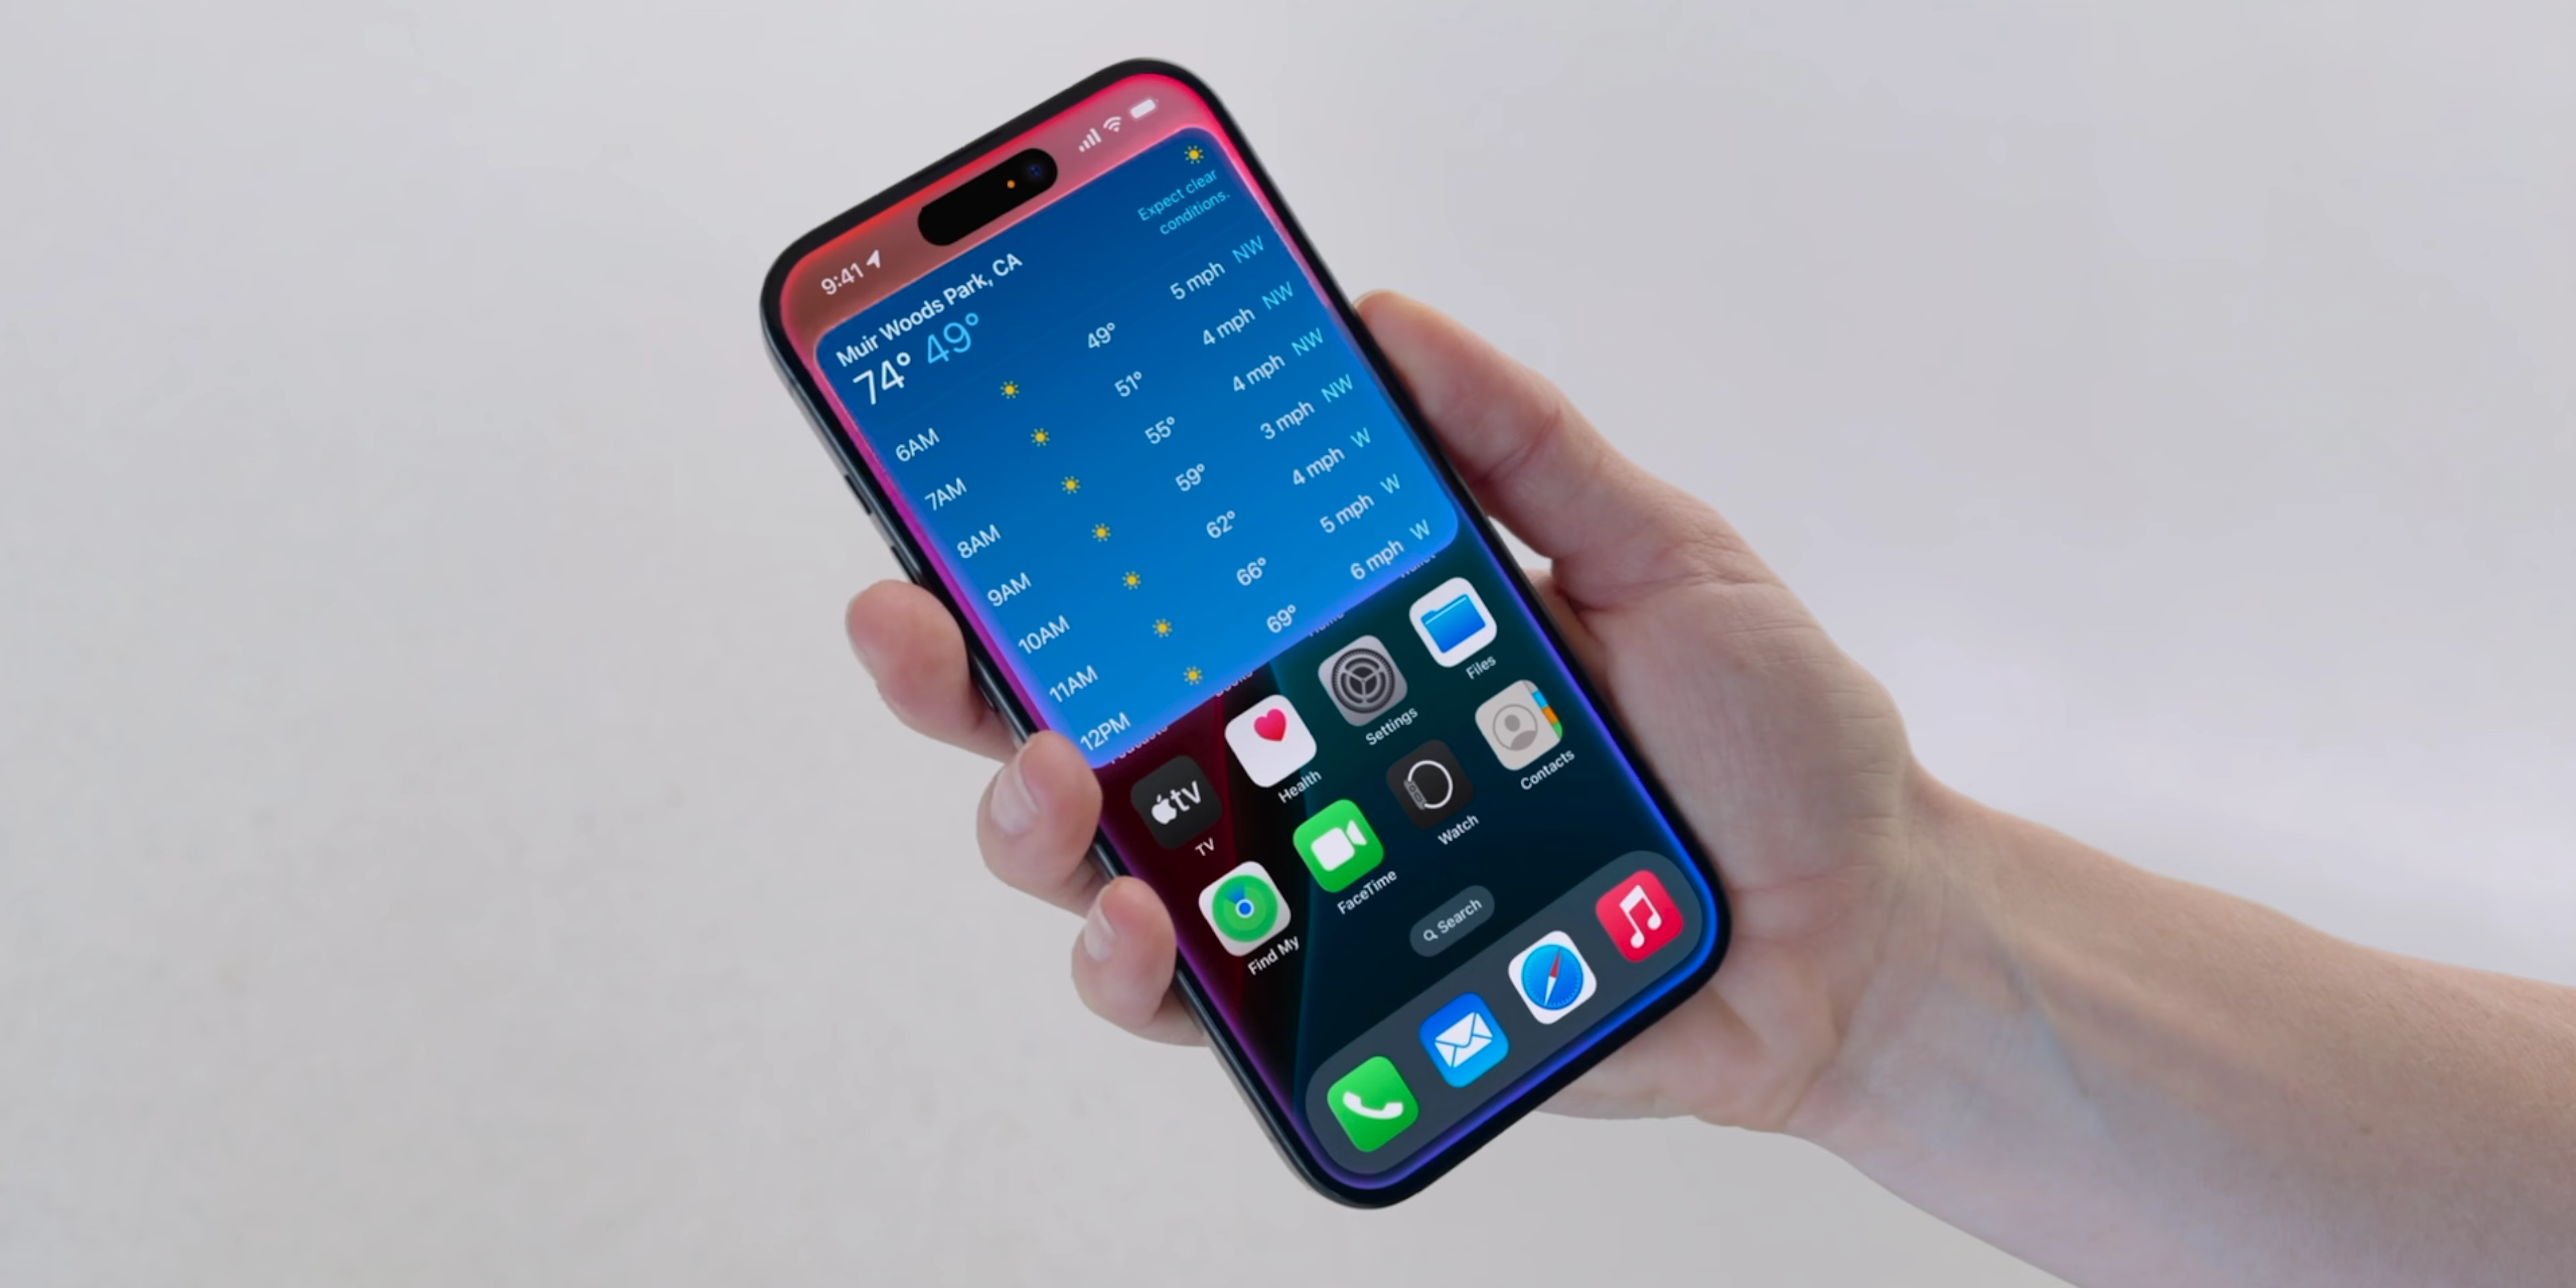 9:41
Muir Woods Park, CA
74° 49°
Expect clear
conditions.
6AM 49° 5 mph NW
7AM 51° 4 mph NW
8AM 55° 4 mph NW
9AM 59° 3 mph NW
10AM 62° 4 mph W
11AM 66° 5 mph W
12PM 69° 6 mph W
tv
TV Health Settings Files
Find My FaceTime Watch Contacts
Search